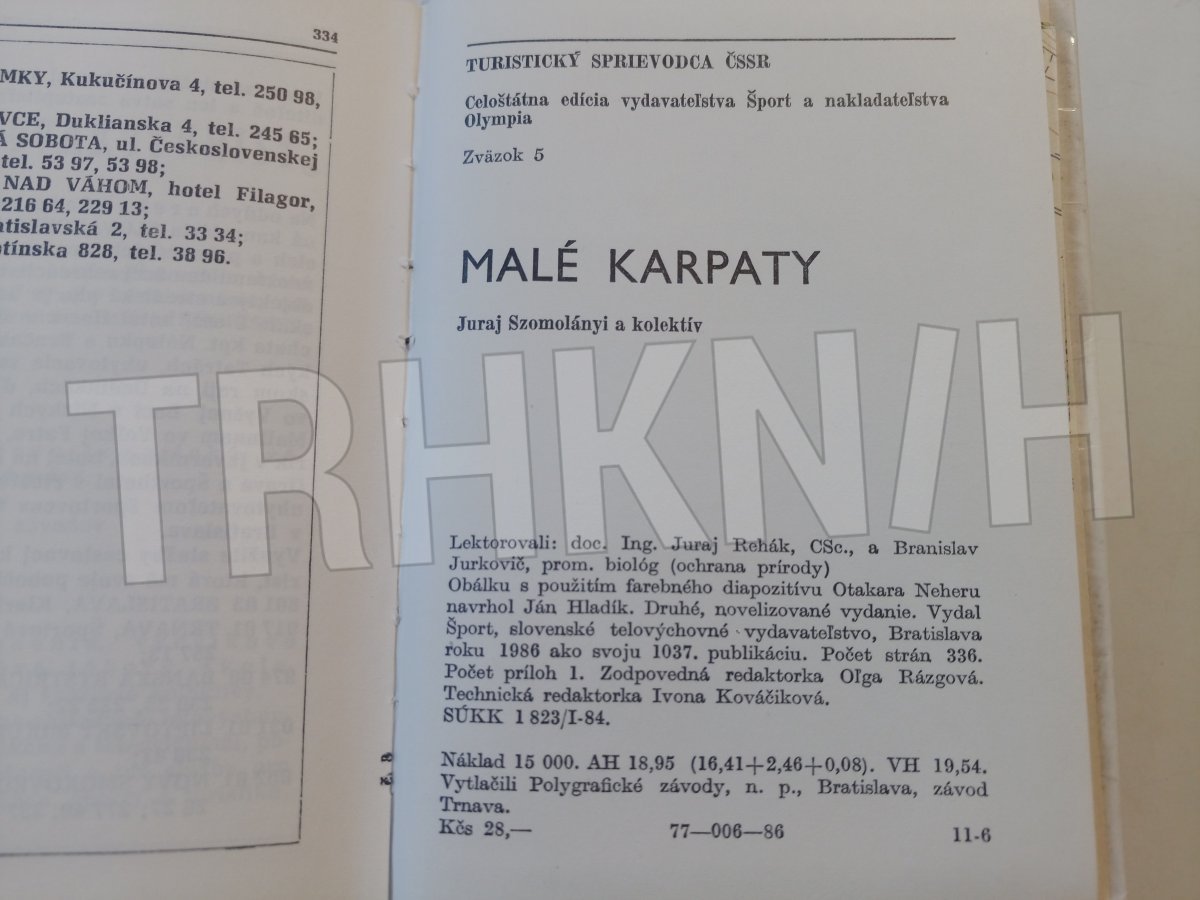 334
MKY, Kukučínova 4, tel. 250 98,
VCE, Duklianska 4, tel. 245 65;
Á SOBOTA, ul. Československej
tel. 53 97, 53 98;
NAD VÁHOM, hotel Filagor,
216 64, 229 13;
atislavská 2, tel. 33 34;
tínska 828, tel. 38 96.
TURISTICKÝ SPRIEVODCA ČSSR
Celoštátna edícia vydavateľstva Šport a nakladateľstva
Olympia
Zväzok 5
MALÉ KARPATY
Juraj Szomolányi a kolektív
TRHKNIH
Lektorovali: doc. Ing. Juraj Rehák, CSc., a Branislav
Jurkovič, prom. biológ (ochrana prírody)
Obálku s použitím farebného diapozitívu Otakara Neheru
navrhol Ján Hladík. Druhé, novelizované vydanie. Vydal
Šport, slovenské telovýchovné vydavateľstvo, Bratislava
roku 1986 ako svoju 1037. publikáciu. Počet strán 336.
Počet príloh 1. Zodpovedná redaktorka Oľga Rázgová.
Technická redaktorka Ivona Kováčiková.
SÚKK 1 823/I-84.
Náklad 15 000. AH 18,95 (16,41+2,46+0,08). VH 19,54.
Vytlačili Polygrafické závody, n. p., Bratislava, závod
Trnava.
Kčs 28,— 77—006—86 11-6